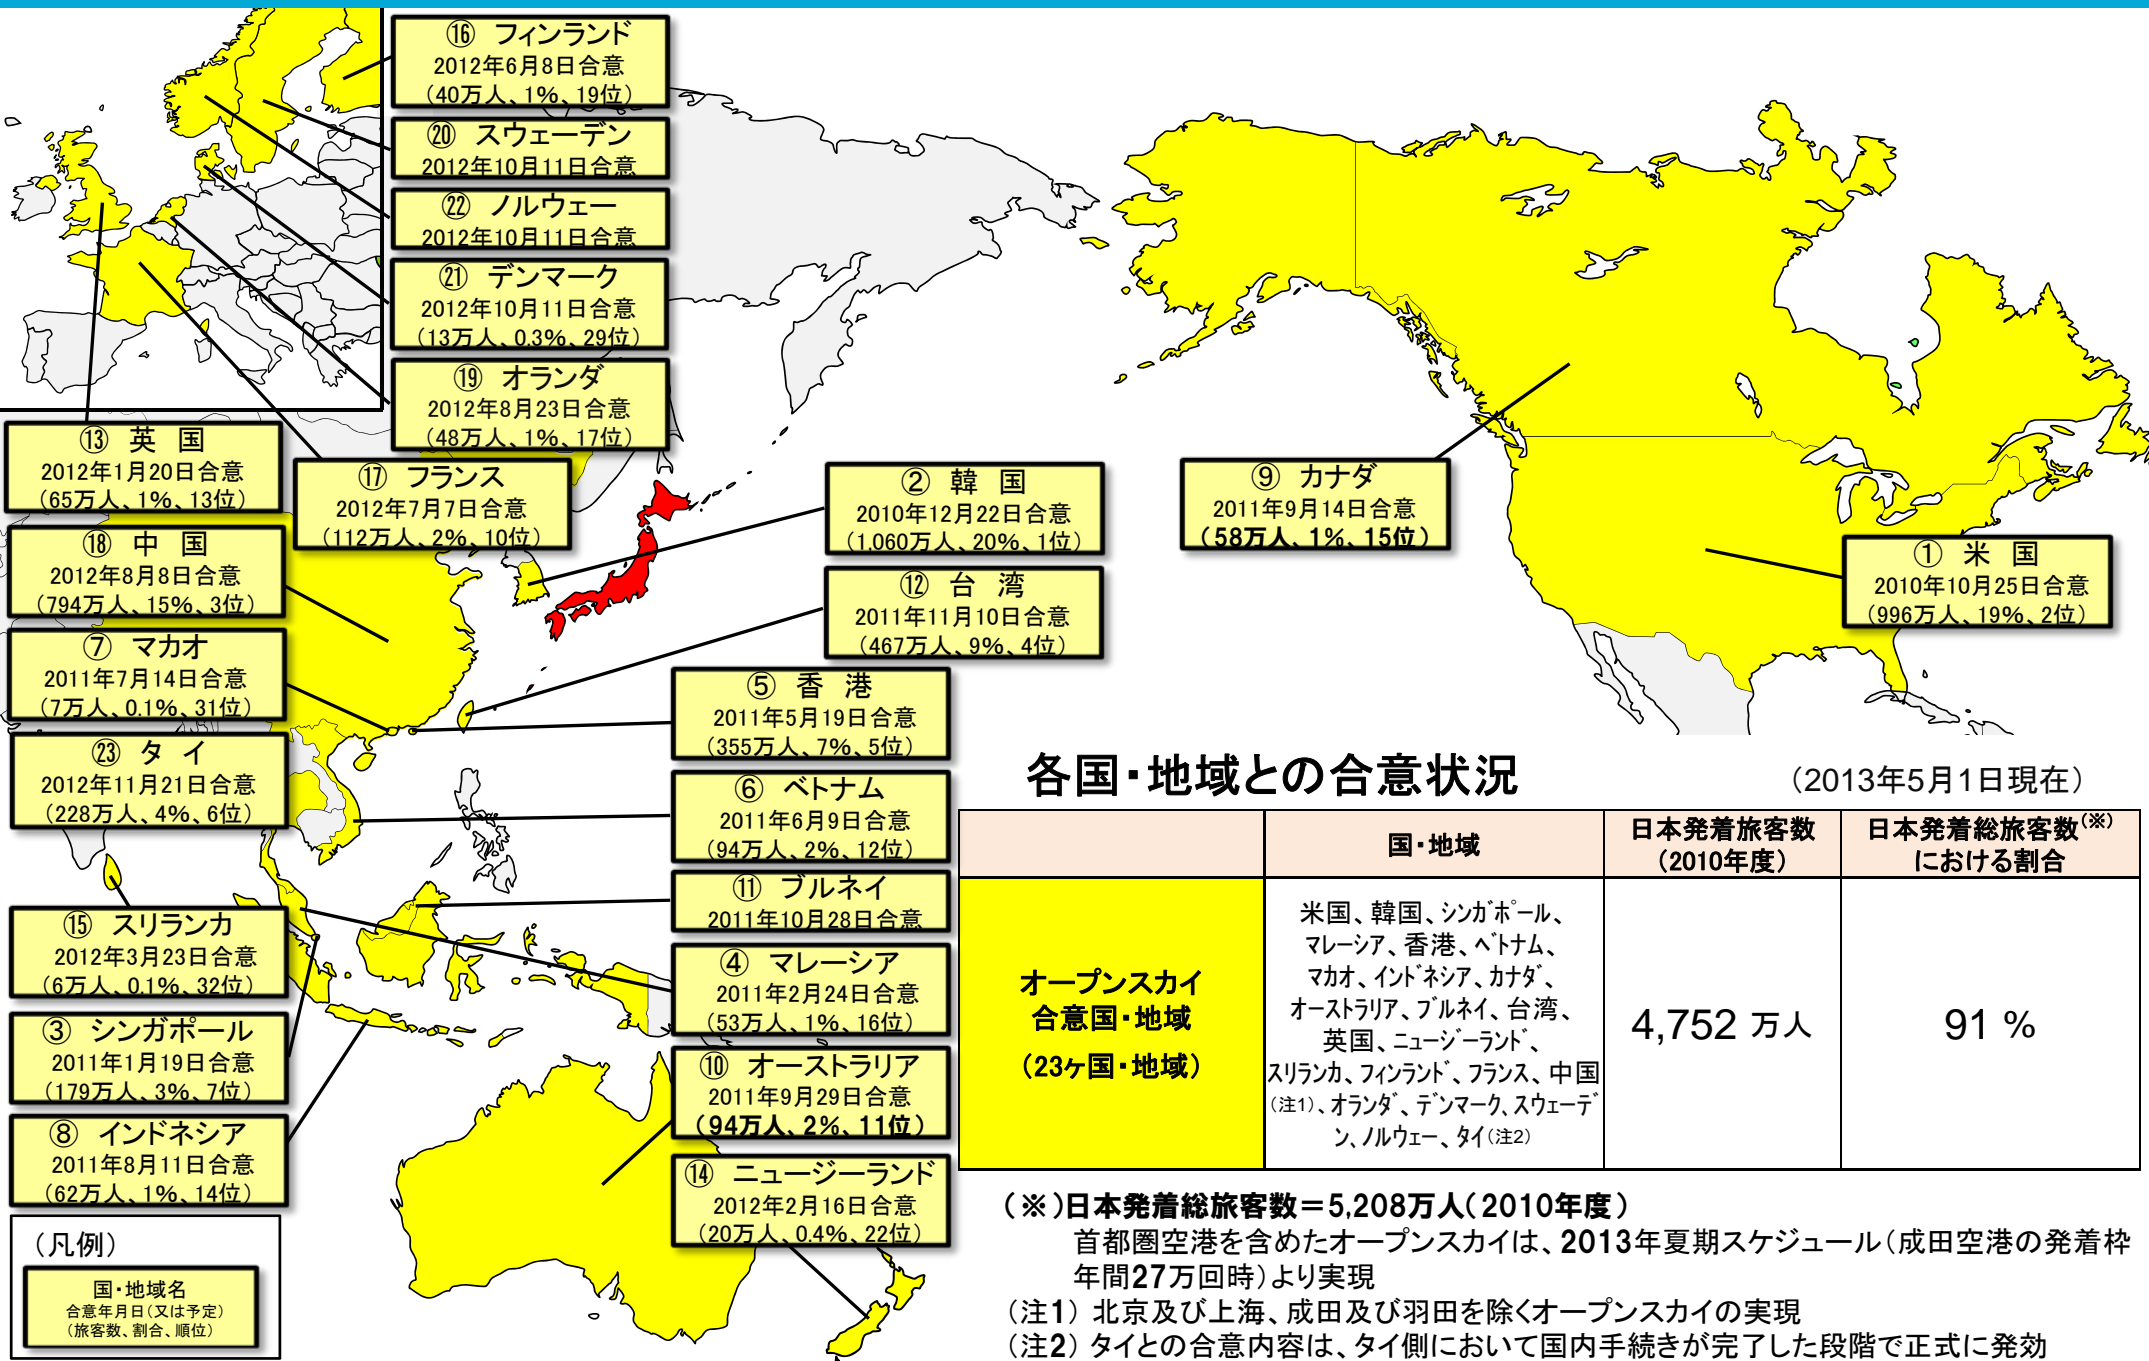 ⑯ フィンランド
2012年6月8日合意
(40万人、1%、19位)
⑳ スウェーデン
2012年10月11日合意
㉒ ノルウェー
2012年10月11日合意
㉑ デンマーク
2012年10月11日合意
(13万人、0.3%、29位)
⑲ オランダ
2012年8月23日合意
(48万人、1%、17位)
⑬ 英 国
2012年1月20日合意
(65万人、1%、13位)
⑰ フランス
2012年7月7日合意
(112万人、2%、10位)
② 韓 国
2010年12月22日合意
(1,060万人、20%、1位)
⑨ カナダ
2011年9月14日合意
(58万人、1%、15位)
① 米 国
2010年10月25日合意
(996万人、19%、2位)
⑱ 中 国
2012年8月8日合意
(794万人、15%、3位)
⑫ 台 湾
2011年11月10日合意
(467万人、9%、4位)
⑦ マカオ
2011年7月14日合意
(7万人、0.1%、31位)
⑤ 香 港
2011年5月19日合意
(355万人、7%、5位)
㉓ タ イ
2012年11月21日合意
(228万人、4%、6位)
⑥ ベトナム
2011年6月9日合意
(94万人、2%、12位)
⑪ ブルネイ
2011年10月28日合意
⑮ スリランカ
2012年3月23日合意
(6万人、0.1%、32位)
④ マレーシア
2011年2月24日合意
(53万人、1%、16位)
③ シンガポール
2011年1月19日合意
(179万人、3%、7位)
⑩ オーストラリア
2011年9月29日合意
(94万人、2%、11位)
⑧ インドネシア
2011年8月11日合意
(62万人、1%、14位)
⑭ ニュージーランド
2012年2月16日合意
(20万人、0.4%、22位)
(凡例)
国・地域名
合意年月日(又は予定)
(旅客数、割合、順位)
各国・地域との合意状況 (2013年5月1日現在)
国・地域
日本発着旅客数
(2010年度)
日本発着総旅客数(※)
における割合
オープンスカイ
合意国・地域
(23ヶ国・地域)
米国、韓国、シンガポール、
マレーシア、香港、ベトナム、
マカオ、インドネシア、カナダ、
オーストラリア、ブルネイ、台湾、
英国、ニュージーランド、
スリランカ、フィンランド、フランス、中国
(注1)、オランダ、デンマーク、スウェーデ
ン、ノルウェー、タイ(注2)
4,752 万人
91 %
(※)日本発着総旅客数=5,208万人(2010年度)
首都圏空港を含めたオープンスカイは、2013年夏期スケジュール(成田空港の発着枠
年間27万回時)より実現
(注1) 北京及び上海、成田及び羽田を除くオープンスカイの実現
(注2) タイとの合意内容は、タイ側において国内手続きが完了した段階で正式に発効